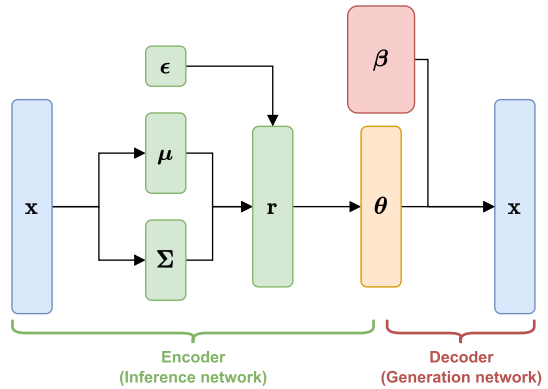 ϵ
β
x
μ
Σ
r
θ
x
Encoder
(Inference network)
Decoder
(Generation network)